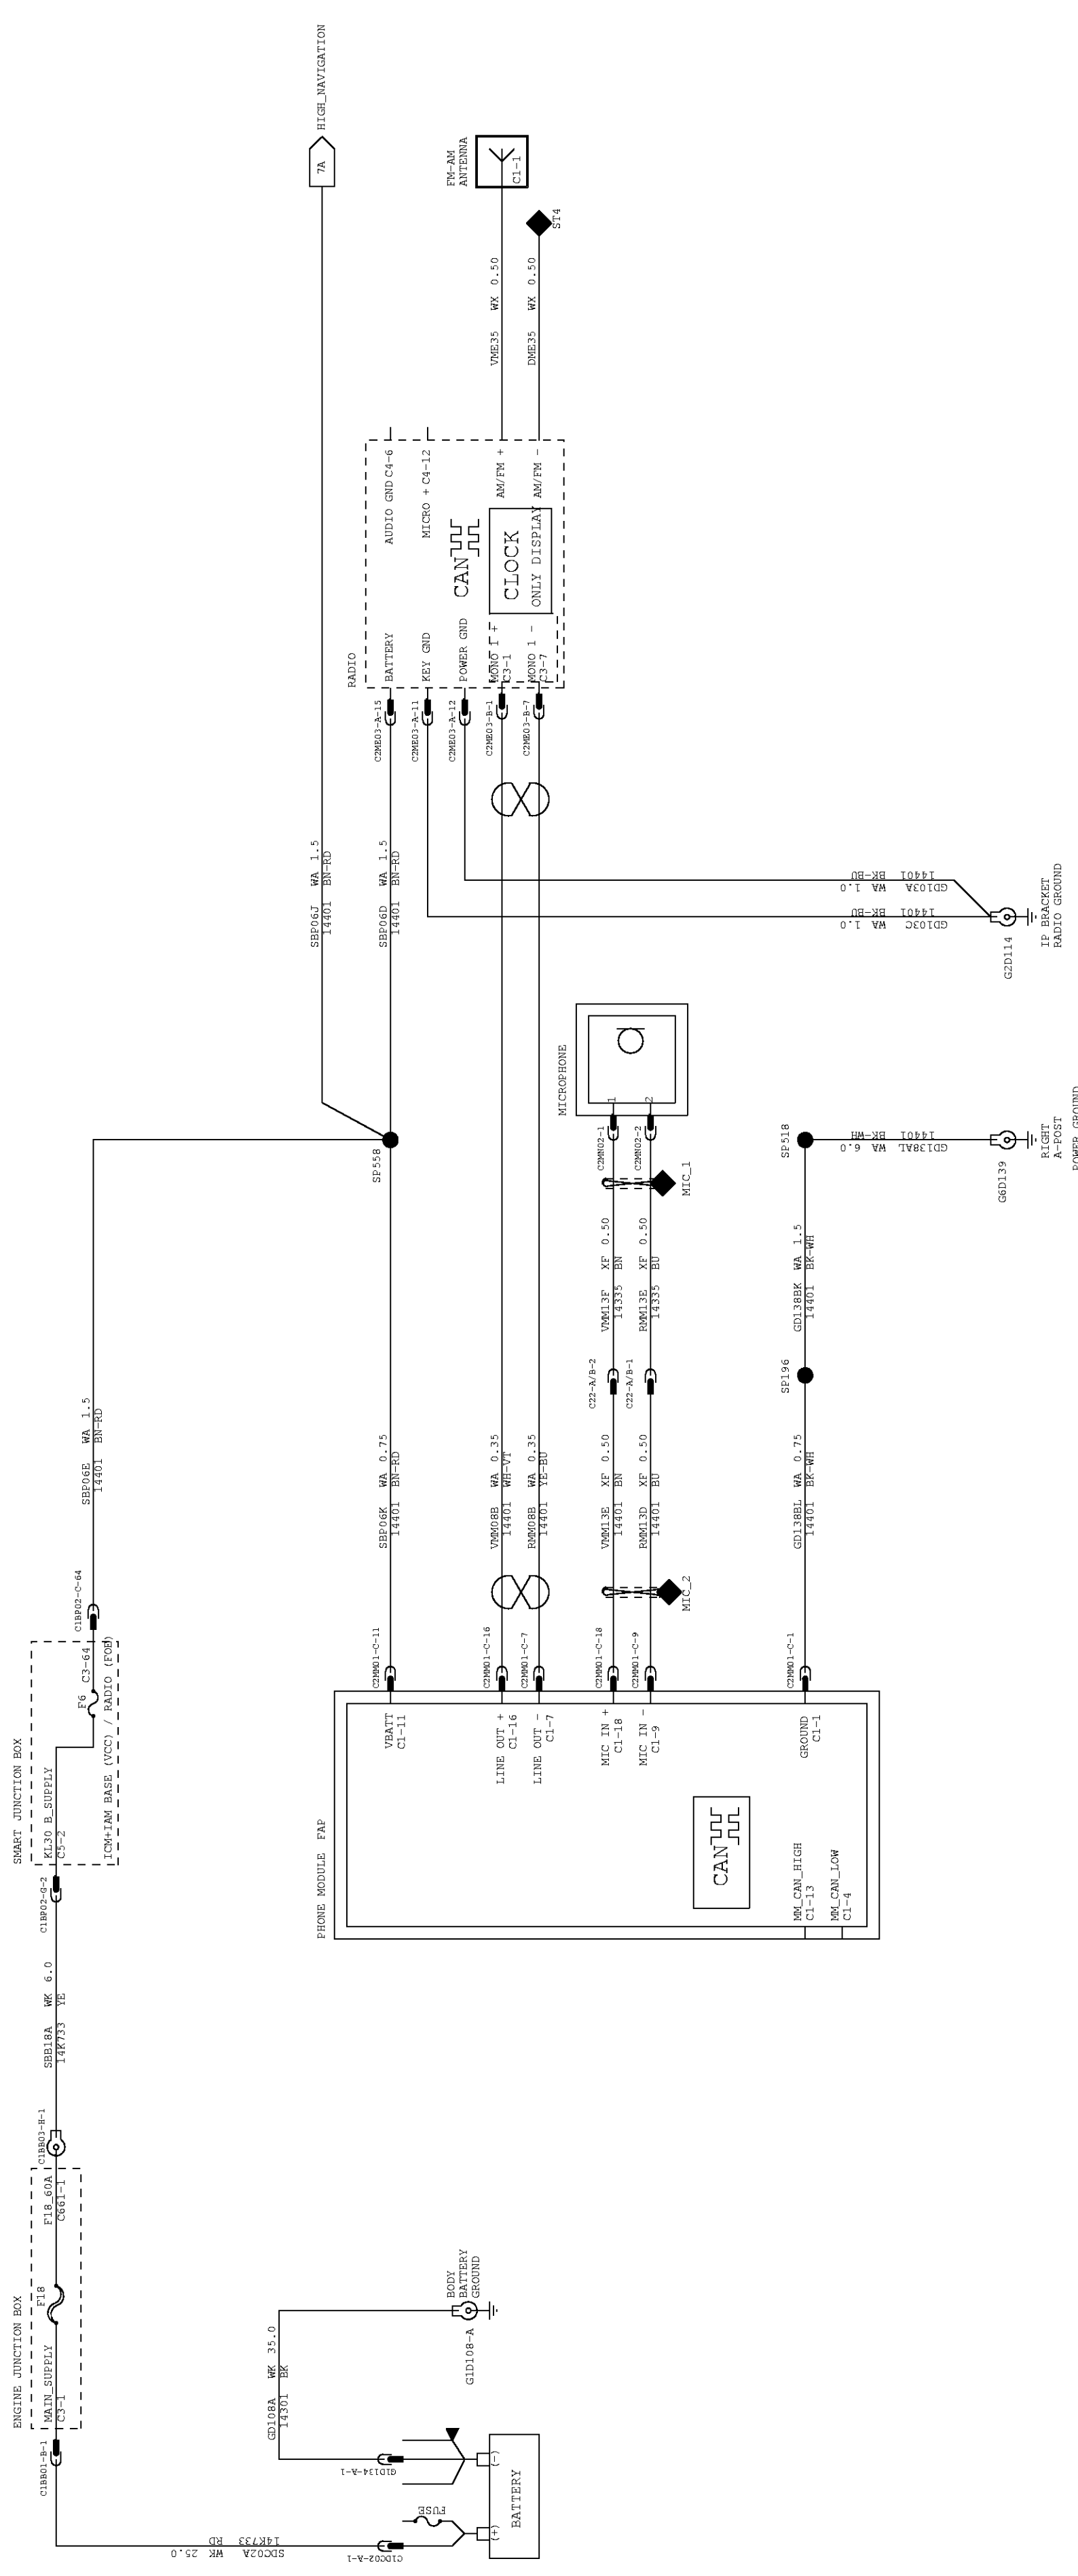 HIGH_NAVIGATION
7A
FM-AM
ANTENNA
C1-1
ST4
VME35 WX 0.50
DME35 WX 0.50
RADIO
AUDIO GND C4-6
MICRO + C4-12
AM/FM +
AM/FM -
CAN
CLOCK
ONLY DISPLAY
BATTERY
KEY GND
POWER GND
MONO 1 +
C3-1
MONO 1 -
C3-7
C2ME03-A-15
C2ME03-A-11
C2ME03-A-12
C2ME03-B-1
C2ME03-B-7
SBP06J WA 1.5
14401 BN-RD
SBP06D WA 1.5
14401 BN-RD
GD103A WA 1.0
14401 BK-BU
GD103C WA 1.0
14401 BK-BU
G2D114
IP BRACKET
RADIO GROUND
MICROPHONE
1
2
C2MN02-1
C2MN02-2
MIC_1
SP558
SP518
GD138AL WA 6.0
14401 BK-WH
G6D139
RIGHT
A-POST
POWER GROUND
VMM13F XF 0.50
14335 BN
RMM13E XF 0.50
14335 BU
GD138BK WA 1.5
14401 BK-WH
C22-A/B-2
C22-A/B-1
SP196
SBP06E WA 1.5
14401 BN-RD
SBP06K WA 0.75
14401 BN-RD
VMM08B WA 0.35
14401 WH-VT
RMM08B WA 0.35
14401 YE-BU
VMM13E XF 0.50
14401 BN
RMM13D XF 0.50
14401 BU
GD138BL WA 0.75
14401 BK-WH
MIC_2
C1BP02-C-64
C2MM01-C-11
C2MM01-C-16
C2MM01-C-7
C2MM01-C-18
C2MM01-C-9
C2MM01-C-1
SMART JUNCTION BOX
C3-64
F6
KL30 B_SUPPLY
C5-2
ICM+IAM BASE (VCC) / RADIO (FOE)
C1BP02-G-2
PHONE MODULE FAP
VBATT
C1-11
LINE OUT +
C1-16
LINE OUT -
C1-7
MIC IN +
C1-18
MIC IN -
C1-9
GROUND
C1-1
CAN
MM_CAN_HIGH
C1-13
MM_CAN_LOW
C1-4
SBB18A WK 6.0
14K733 YE
C1BB03-H-1
ENGINE JUNCTION BOX
F18_60A
C661-1
F18
MAIN_SUPPLY
C3-1
C1BB01-B-1
BODY
BATTERY
GROUND
G1D108-A
GD108A WK 35.0
14301 BK
G1D134-A-1
(-)
BATTERY
(+)
FUSE
C1DC02-A-1
SDC02A WK 25.0
14K733 RD